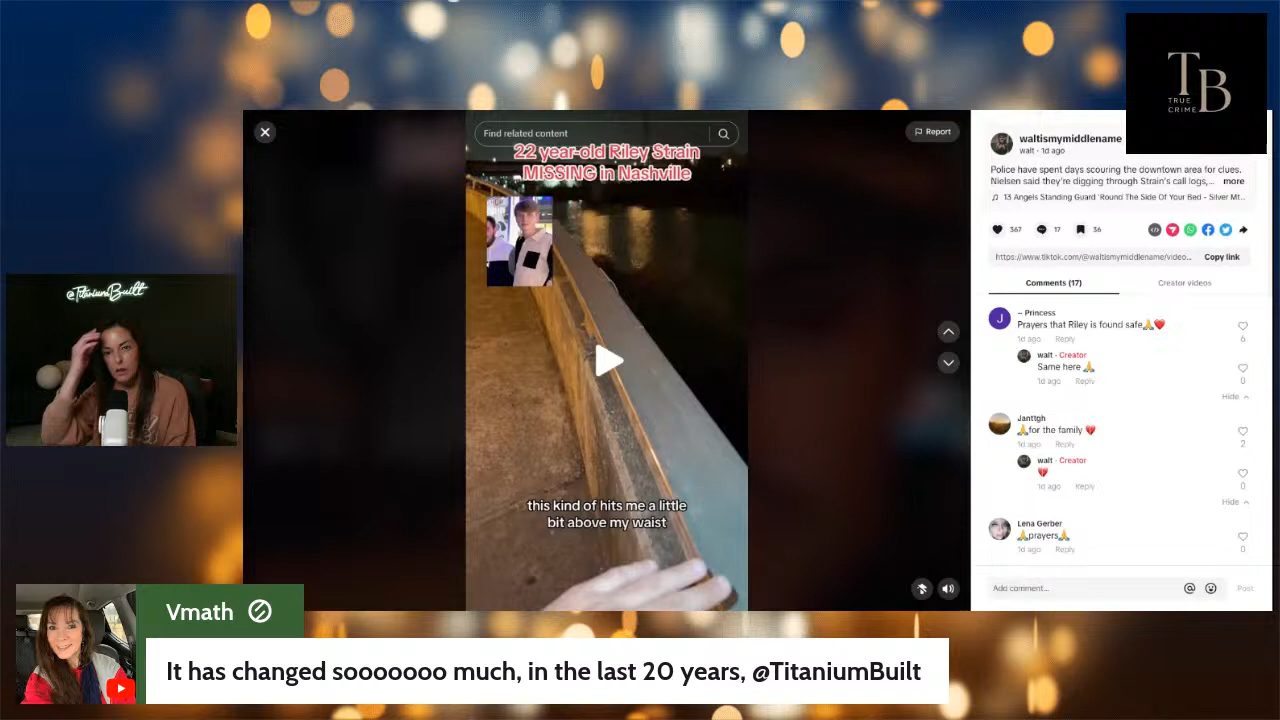 TB
TRUE
CRIME
Find related content
Report
22 year-old Riley Strain
MISSING in Nashville
waltismymiddlename
walt · 1d ago
Police have spent days scouring the downtown area for clues.
Nielsen said they're digging through Strain's call logs,... more
13 Angels Standing Guard 'Round The Side Of Your Bed - Silver Mt...
367
17
36
https://www.tiktok.com/@waltismymiddlename/video...
Copy link
Comments (17)
Creator videos
@TitaniumBuilt
J
~ Princess
Prayers that Riley is found safe🙏❤️
1d ago
Reply
6
walt · Creator
Same here 🙏
1d ago
Reply
0
Hide
Janttgh
🙏for the family 💔
1d ago
Reply
2
walt · Creator
💔
1d ago
Reply
0
Hide
Lena Gerber
🙏prayers🙏
1d ago
Reply
0
this kind of hits me a little
bit above my waist
Add comment...
Post
Vmath
It has changed sooooooo much, in the last 20 years, @TitaniumBuilt